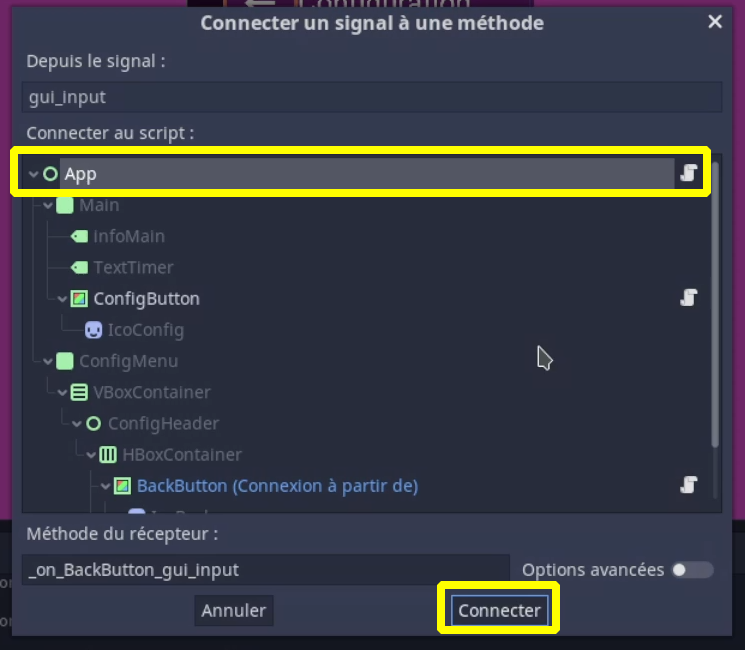 Connecter un signal à une méthode
Depuis le signal :
gui_input
Connecter au script :
App
Main
infoMain
TextTimer
ConfigButton
IcoConfig
ConfigMenu
VBoxContainer
ConfigHeader
HBoxContainer
BackButton (Connexion à partir de)
Méthode du récepteur :
_on_BackButton_gui_input Options avancées
Annuler Connecter